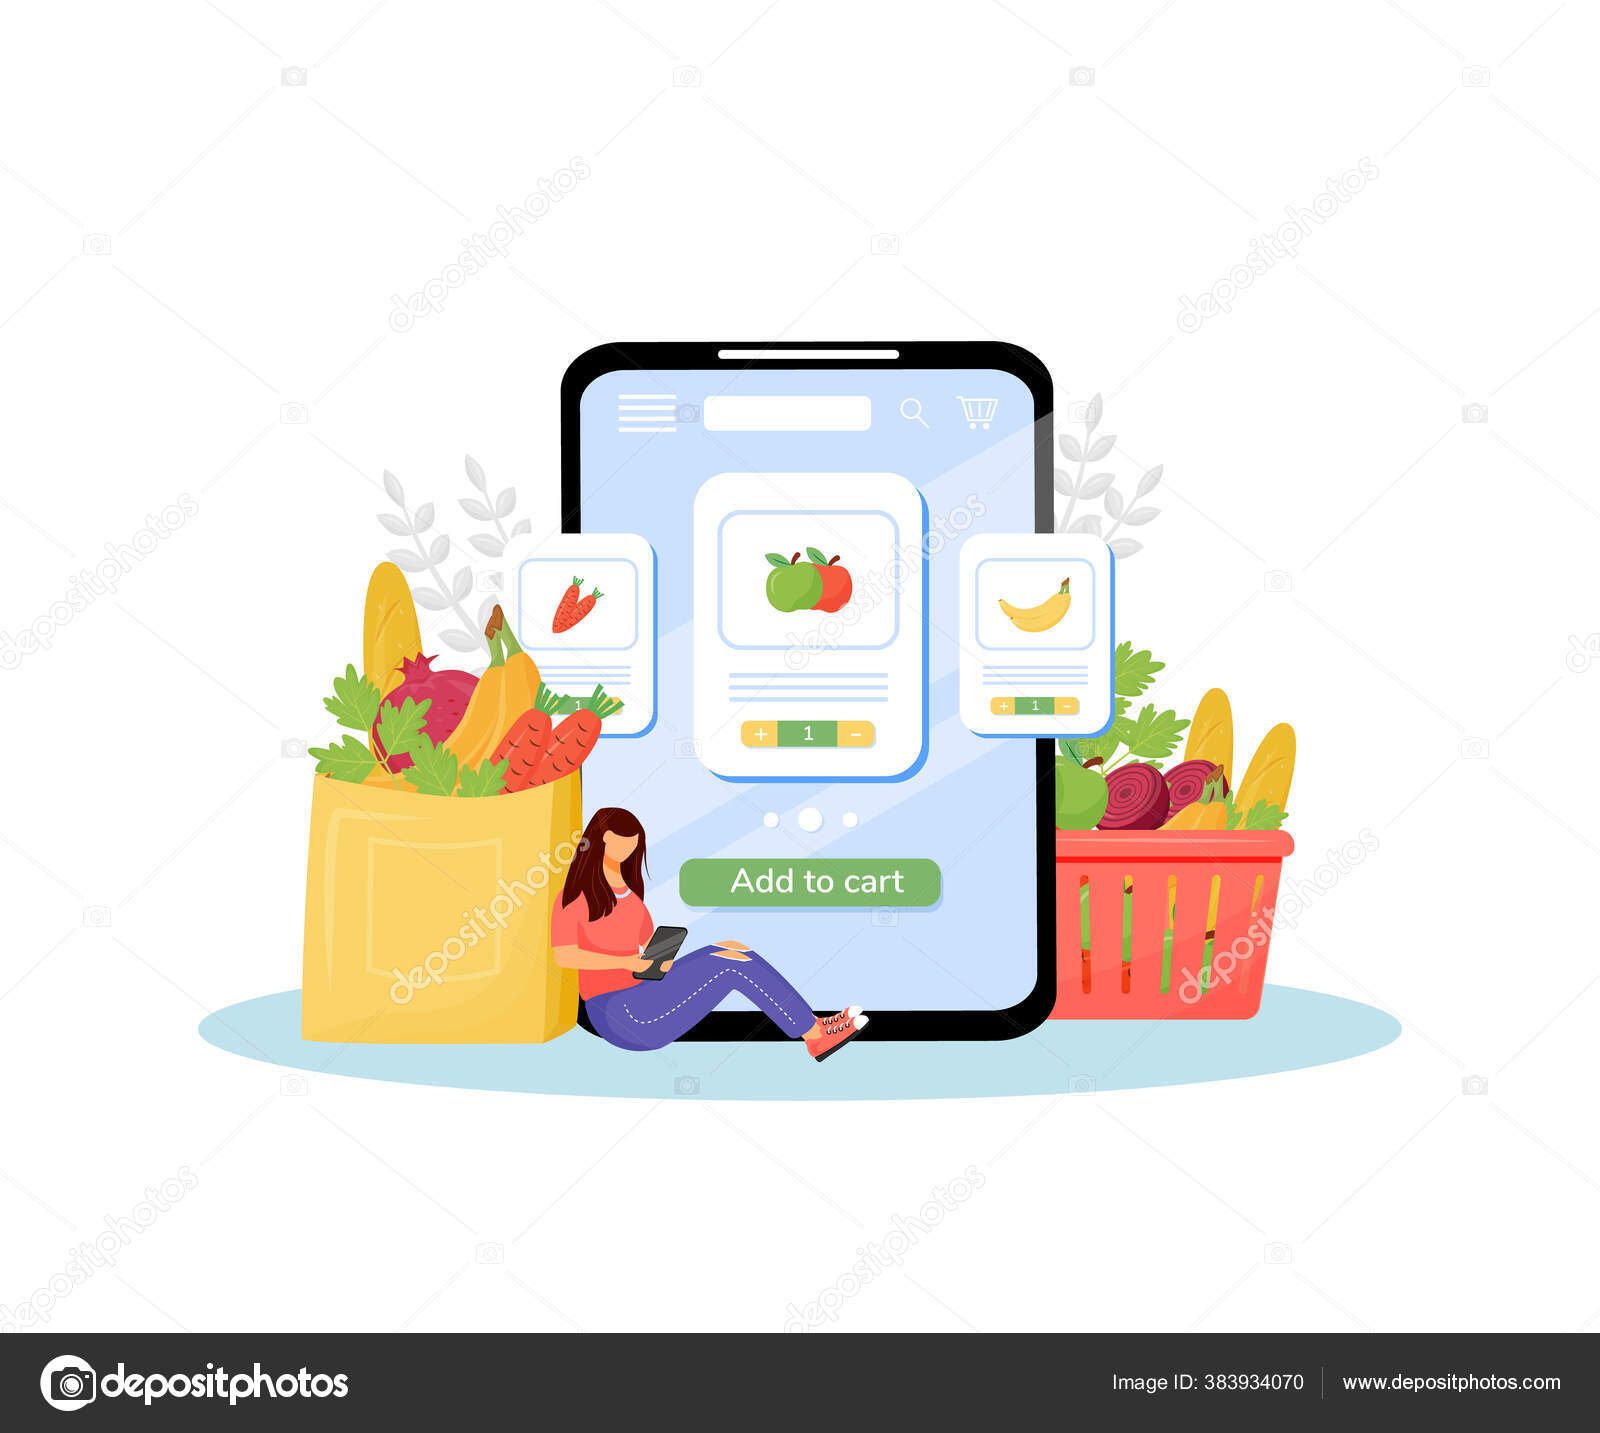 + 1 −
1
+ 1 −
Add to cart
depositphotos
Image ID: 383934070
www.depositphotos.com